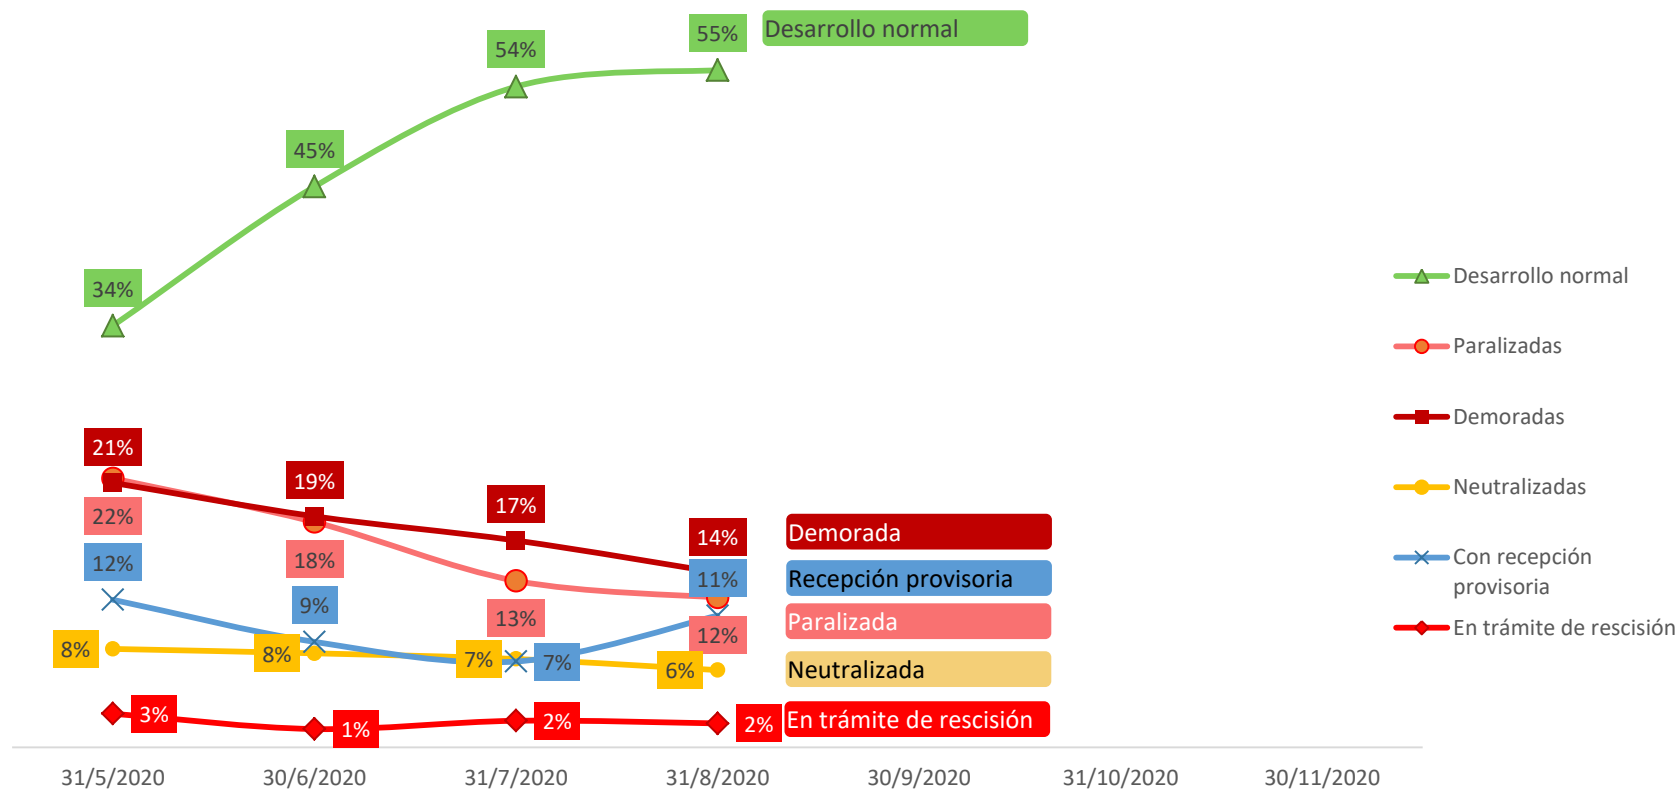 55%
Desarrollo normal
54%
45%
34%
Desarrollo normal
Paralizadas
Demoradas
Neutralizadas
Con recepción
provisoria
En trámite de rescisión
21%
19%
17%
14%
22%
18%
13%
12%
12%
9%
7%
11%
8%
8%
7%
6%
3%
1%
2%
2%
Demorada
Recepción provisoria
Paralizada
Neutralizada
En trámite de rescisión
31/5/2020
30/6/2020
31/7/2020
31/8/2020
30/9/2020
31/10/2020
30/11/2020